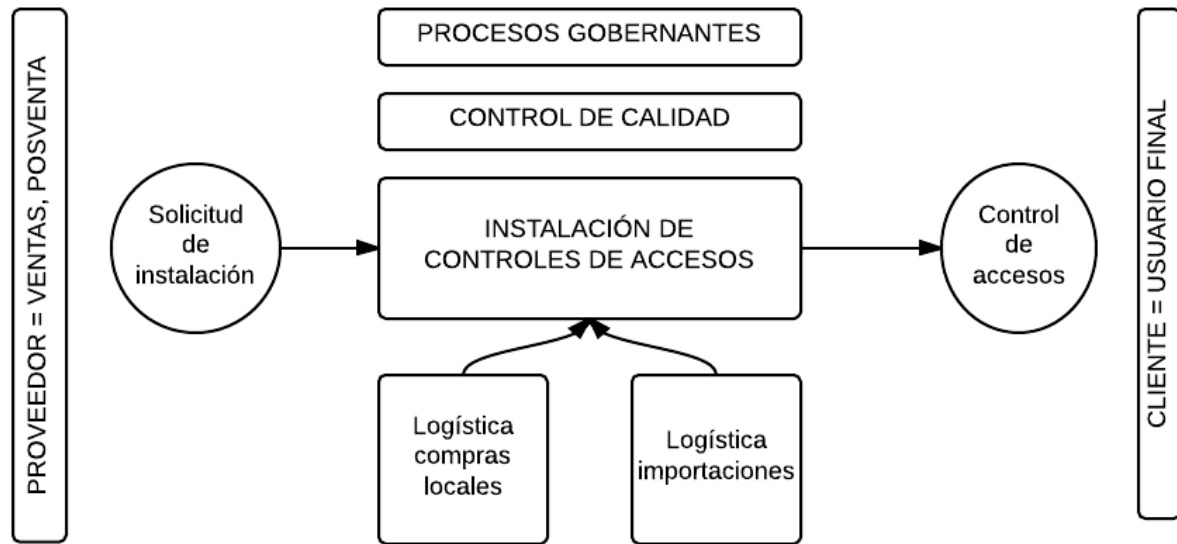 PROVEEDOR = VENTAS, POSVENTA
PROCESOS GOBERNANTES
CONTROL DE CALIDAD
Solicitud
de
instalación
INSTALACIÓN DE
CONTROLES DE ACCESOS
Control
de
accesos
Logística
compras
locales
Logística
importaciones
CLIENTE = USUARIO FINAL